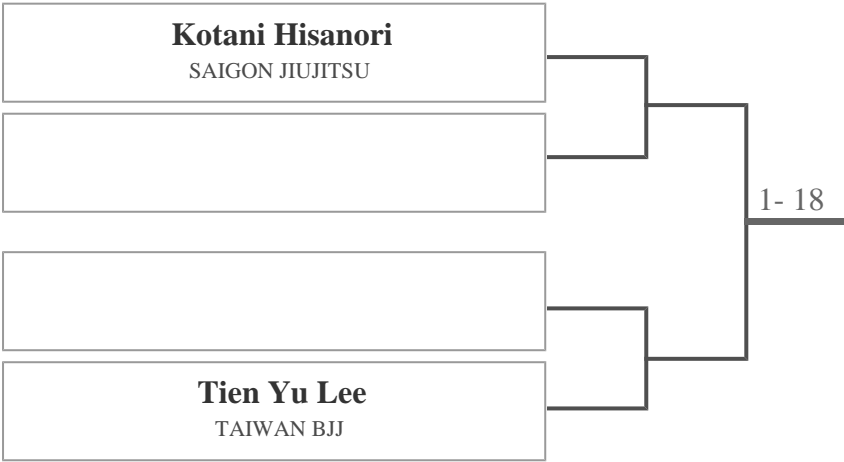 Kotani Hisanori
SAIGON JIUJITSU
1- 18
Tien Yu Lee
TAIWAN BJJ